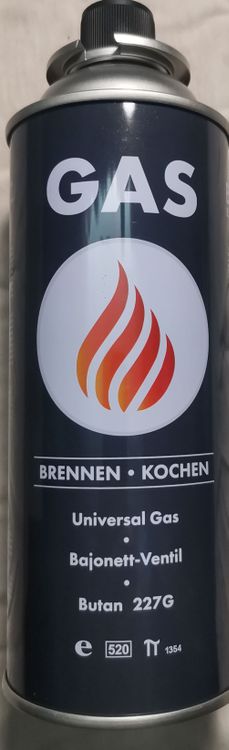 GAS
BRENNEN • KOCHEN
Universal Gas
•
Bajonett-Ventil
•
Butan 227G
e 520 π 1354